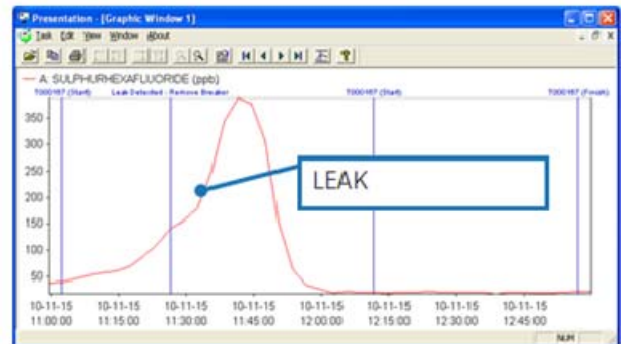 Presentation - [Graphic Window 1]
Task Edit View Window About
A: SULPHURHEXAFLUORIDE (ppb)
T000167 (Start) Leak Detected - Remove Breaker T000167 (Start) T000167 (Finish)
350
300
250
200
150
100
50
LEAK
10-11-15 10-11-15 10-11-15 10-11-15 10-11-15 10-11-15 10-11-15 10-11-15
11:00:00 11:15:00 11:30:00 11:45:00 12:00:00 12:15:00 12:30:00 12:45:00
NUM